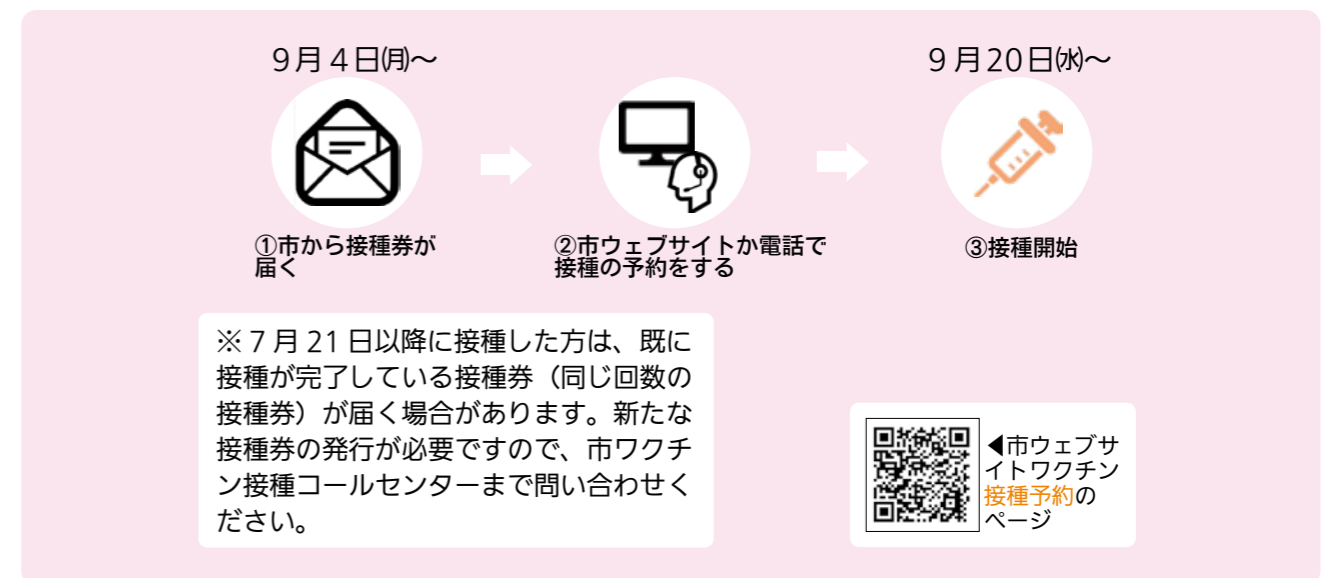 ９月４日㈪～
９月20日㈬～
①市から接種券が
届く
②市ウェブサイトか電話で
接種の予約をする
③接種開始
※７月 21 日以降に接種した方は、既に
接種が完了している接種券（同じ回数の
接種券）が届く場合があります。新たな
接種券の発行が必要ですので、市ワクチ
ン接種コールセンターまで問い合わせく
ださい。
◀市ウェブサ
イトワクチン
接種予約の
ページ